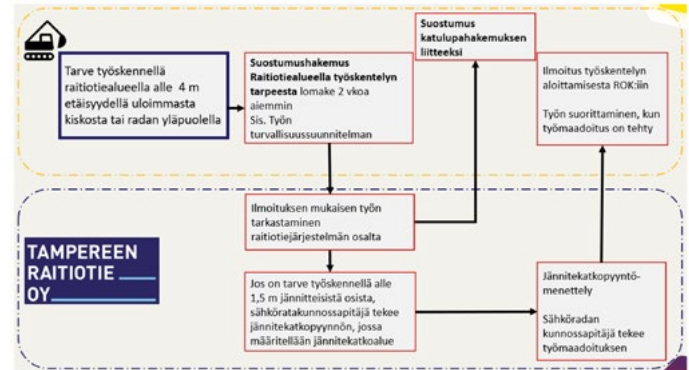 Tarve työskennellä
raitiotiealueella alle 4 m
etäisyydellä uloimmasta
kiskosta tai radan yläpuolella
Suostumushakemus
Raitiotiealueella työskentelyn
tarpeesta lomake 2 vkoa
aiemmin
Sis. Työn
turvallisuussuunnitelman
Suostumus
katulupahakemuksen
liitteeksi
Ilmoitus työskentelyn
aloittamisesta ROK:iin
Työn suorittaminen, kun
työmaadoitus on tehty
TAMPEREEN
RAITIOTIE
OY
Ilmoituksen mukaisen työn
tarkastaminen
raitiotiejärjestelmän osalta
Jos on tarve työskennellä alle
1,5 m jännitteisistä osista,
sähköratakunnossapitäjä tekee
jännitekatkopyynnön, jossa
määritellään jännitekatkoalue
Jännitekatkopyyntö-
menettely
Sähköradan
kunnossapitäjä tekee
työmaadoituksen